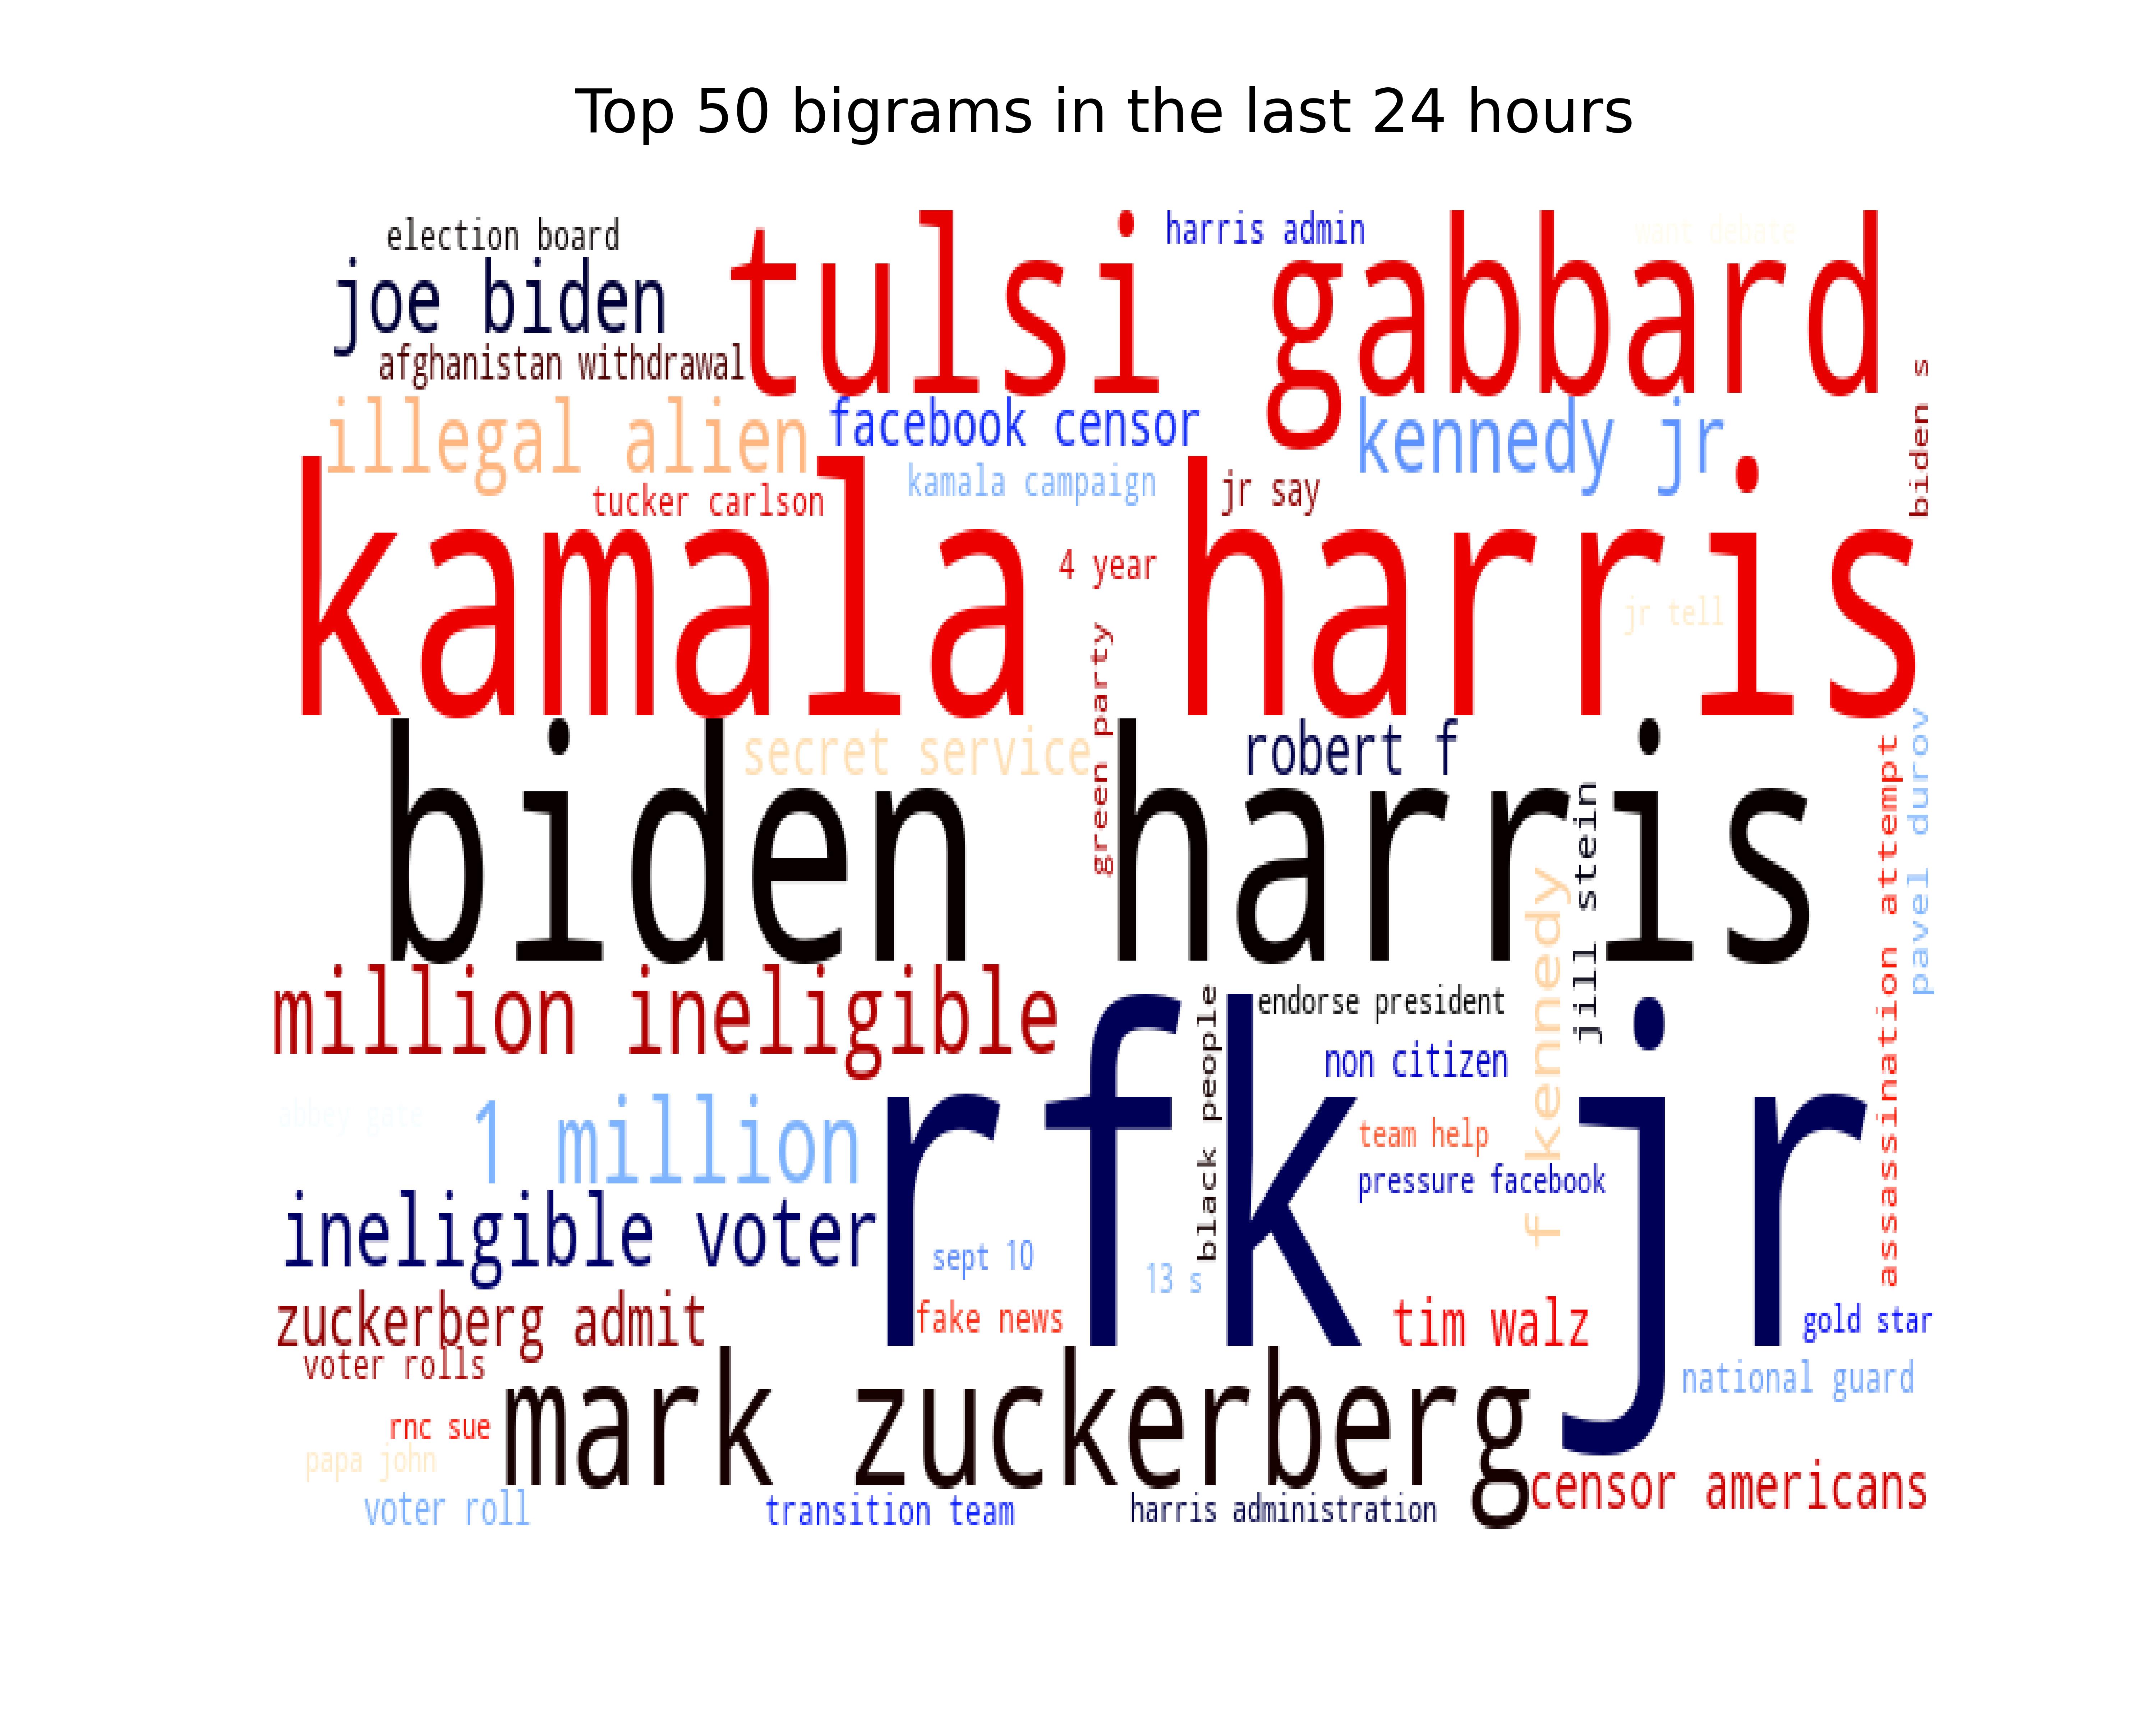 Top 50 bigrams in the last 24 hours
election board
harris admin
want debate
tulsi gabbard
joe biden
afghanistan withdrawal
biden s
illegal alien
facebook censor
kennedy jr
kamala campaign
tucker carlson
jr say
kamala harris
4 year
jr tell
green party
secret service
robert f
biden harris
pavel durov
assassination attempt
jill stein
f kennedy
million ineligible
endorse president
black people
non citizen
rfk jr
abbey gate
1 million
team help
pressure facebook
ineligible voter
sept 10
13 s
zuckerberg admit
fake news
tim walz
gold star
voter rolls
national guard
mark zuckerberg
rnc sue
papa john
censor americans
voter roll
transition team
harris administration